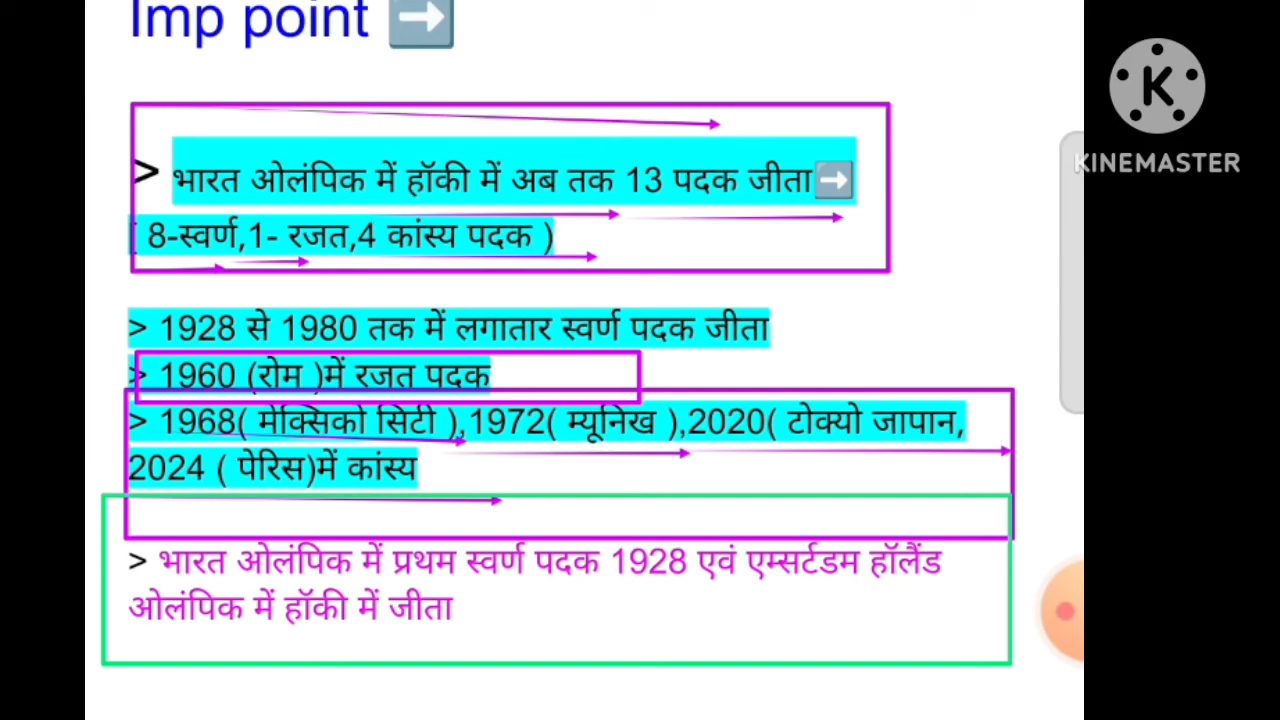 Imp point ➡️
> भारत ओलंपिक में हॉकी में अब तक 13 पदक जीता➡️
( 8-स्वर्ण,1- रजत,4 कांस्य पदक )
> 1928 से 1980 तक में लगातार स्वर्ण पदक जीता
> 1960 (रोम )में रजत पदक
> 1968( मेक्सिको सिटी ),1972( म्यूनिख ),2020( टोक्यो जापान,
2024 ( पेरिस)में कांस्य
> भारत ओलंपिक में प्रथम स्वर्ण पदक 1928 एवं एम्सर्टडम हॉलैंड
ओलंपिक में हॉकी में जीता
K
KINEMASTER